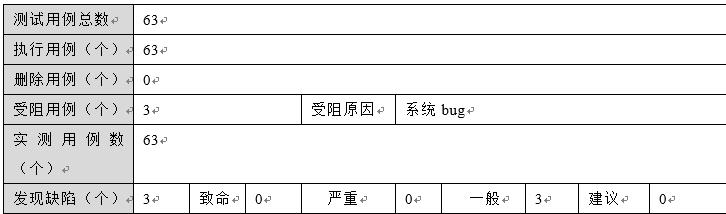 测试用例总数 63
执行用例（个） 63
删除用例（个） 0
受阻用例（个） 3 受阻原因 系统 bug
实测用例数 63
（个）
发现缺陷（个） 3 致命 0 严重 0 一般 3 建议 0